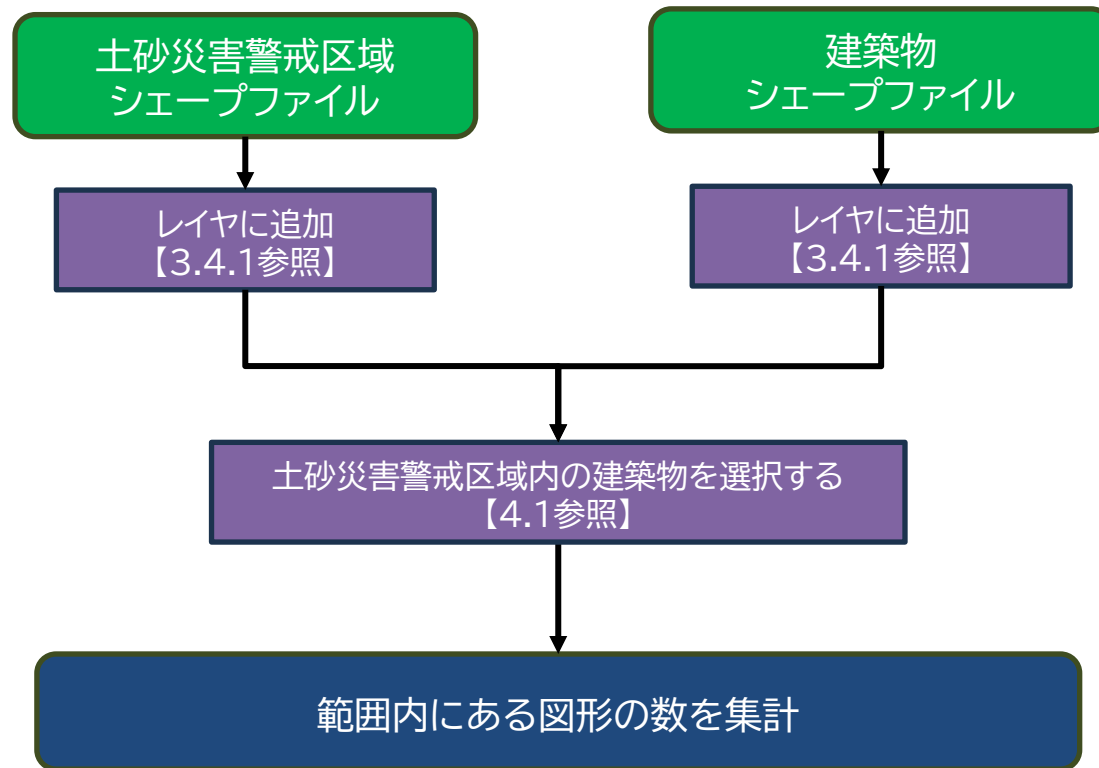 土砂災害警戒区域
シェープファイル
建築物
シェープファイル
レイヤに追加
【3.4.1参照】
レイヤに追加
【3.4.1参照】
土砂災害警戒区域内の建築物を選択する
【4.1参照】
範囲内にある図形の数を集計